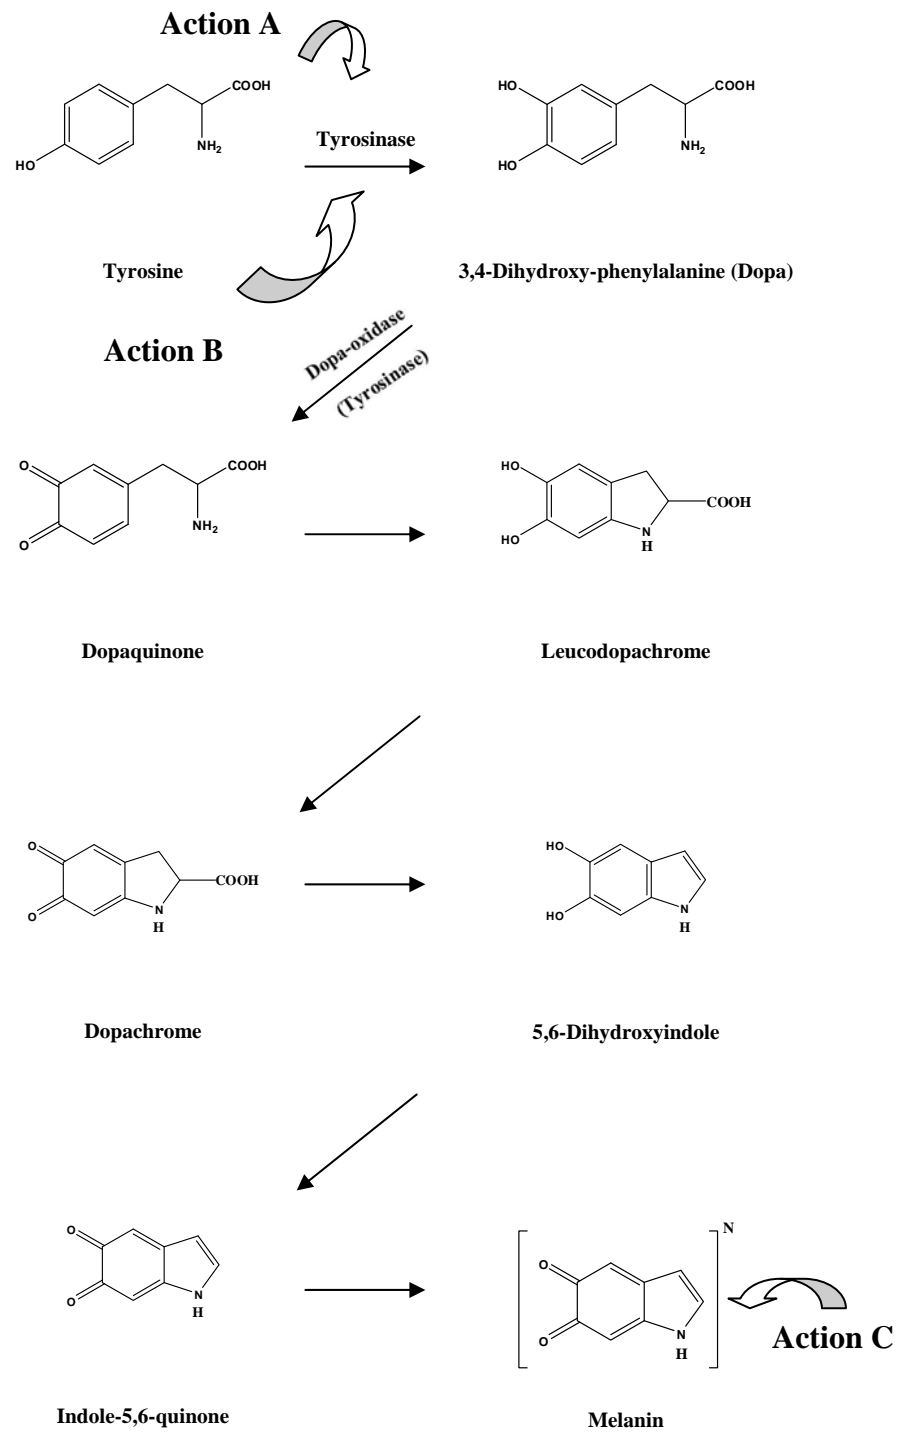 Action A
COOH
NH2
HO
Tyrosinase
HO
HO
COOH
NH2
Tyrosine
3,4-Dihydroxy-phenylalanine (Dopa)
Action B
Dopa-oxidase
(Tyrosinase)
O
O
COOH
NH2
HO
HO
COOH
N
H
Dopaquinone
Leucodopachrome
O
O
COOH
N
H
HO
HO
N
H
Dopachrome
5,6-Dihydroxyindole
O
O
N
H
N
O
O
N
H
Action C
Indole-5,6-quinone
Melanin